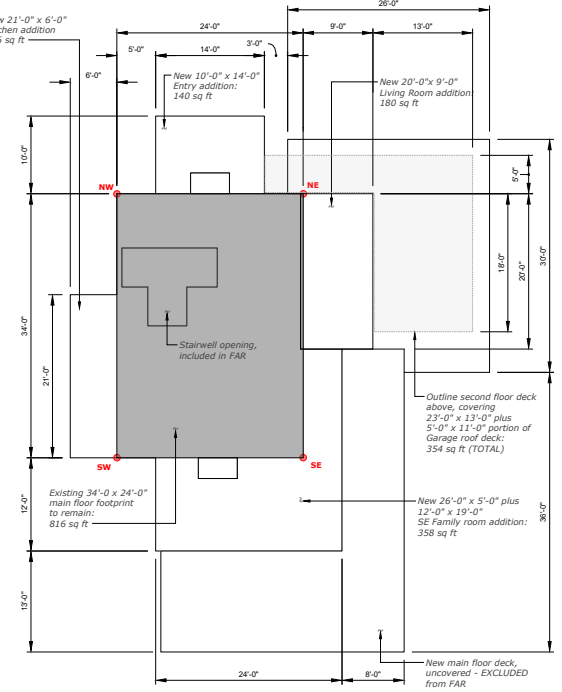 26'-0"
w 21'-0" x 6'-0"
chen addition
sq ft
24'-0"
9'-0"
13'-0"
5'-0"
14'-0"
3'-0"
6'-0"
New 10'-0" x 14'-0"
Entry addition:
140 sq ft
New 20'-0"x 9'-0"
Living Room addition:
180 sq ft
10'-0"
5'-0"
NW
NE
18'-0"
20'-0"
30'-0"
34'-0"
21'-0"
Stairwell opening,
included in FAR
Outline second floor deck
above, covering
23'-0" x 13'-0" plus
5'-0" x 11'-0" portion of
Garage roof deck:
354 sq ft (TOTAL)
SW
SE
Existing 34'-0 x 24'-0"
main floor footprint
to remain:
816 sq ft
12'-0"
New 26'-0" x 5'-0" plus
12'-0" x 19'-0"
SE Family room addition:
358 sq ft
36'-0"
13'-0"
24'-0"
8'-0"
New main floor deck,
uncovered - EXCLUDED
from FAR